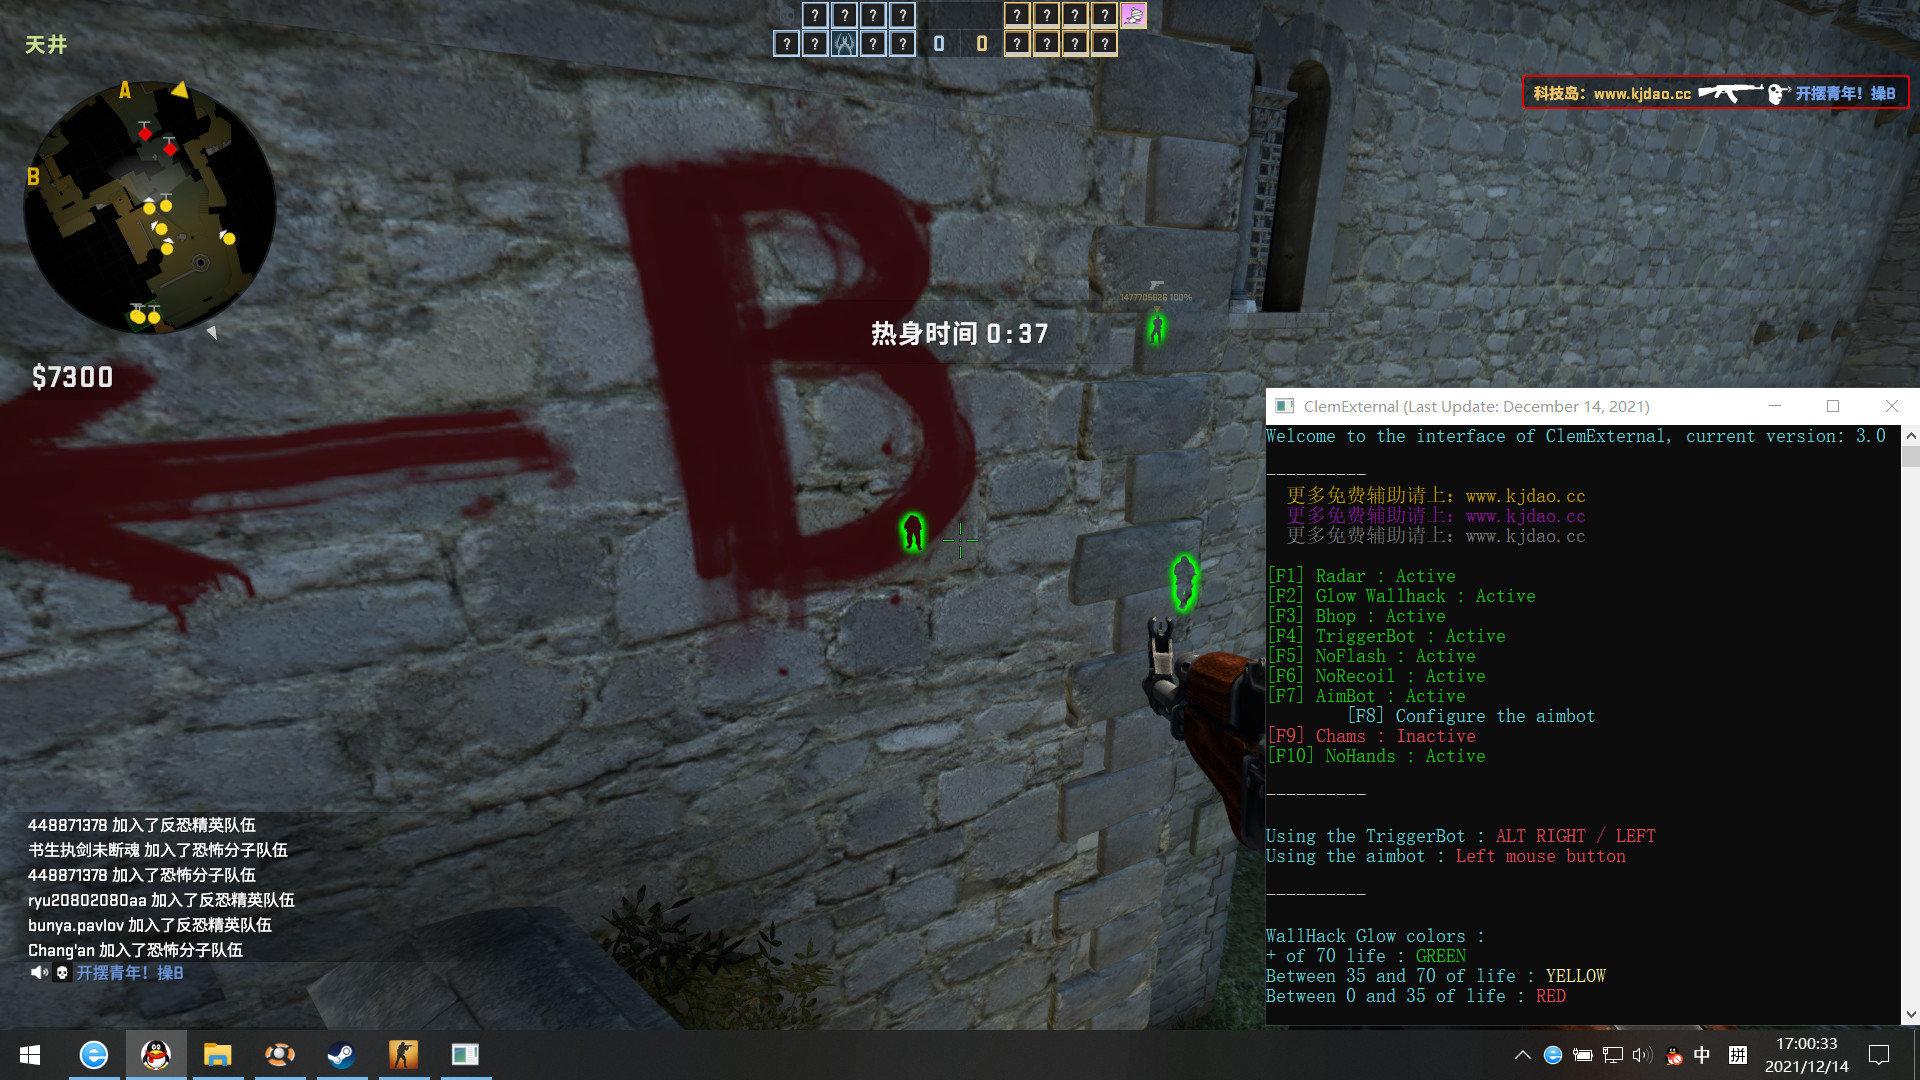 ? ? ? ? ? ? ? ?
? ? ? ? 0 0 ? ? ? ?
天井
A
B
科技岛：www.kjdao.cc 开摆青年！操B
B
1477705826 100%
热身时间 0:37
$7300
ClemExternal (Last Update: December 14, 2021)
Welcome to the interface of ClemExternal, current version: 3.0
----------
更多免费辅助请上：www.kjdao.cc
更多免费辅助请上：www.kjdao.cc
更多免费辅助请上：www.kjdao.cc
[F1] Radar : Active
[F2] Glow Wallhack : Active
[F3] Bhop : Active
[F4] TriggerBot : Active
[F5] NoFlash : Active
[F6] NoRecoil : Active
[F7] AimBot : Active
[F8] Configure the aimbot
[F9] Chams : Inactive
[F10] NoHands : Active
----------
Using the TriggerBot : ALT RIGHT / LEFT
Using the aimbot : Left mouse button
----------
WallHack Glow colors :
+ of 70 life : GREEN
Between 35 and 70 of life : YELLOW
Between 0 and 35 of life : RED
448871378 加入了反恐精英队伍
书生执剑未断魂 加入了恐怖分子队伍
448871378 加入了恐怖分子队伍
ryu20802080aa 加入了反恐精英队伍
bunya.pavlov 加入了反恐精英队伍
Chang'an 加入了恐怖分子队伍
开摆青年！操B
中 拼
17:00:33
2021/12/14